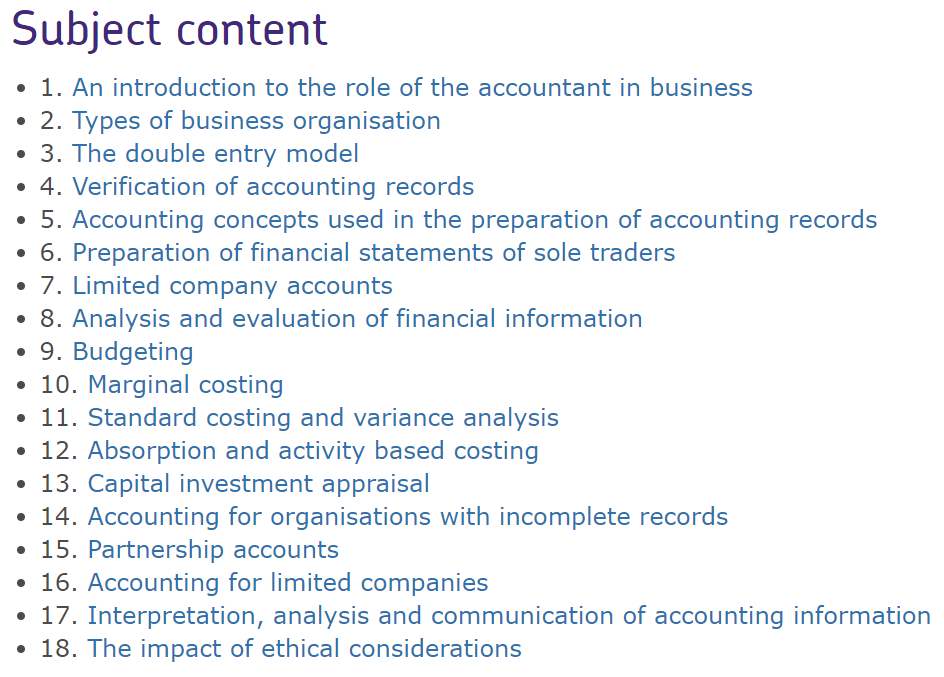 Subject content
• 1. An introduction to the role of the accountant in business
• 2. Types of business organisation
• 3. The double entry model
• 4. Verification of accounting records
• 5. Accounting concepts used in the preparation of accounting records
• 6. Preparation of financial statements of sole traders
• 7. Limited company accounts
• 8. Analysis and evaluation of financial information
• 9. Budgeting
• 10. Marginal costing
• 11. Standard costing and variance analysis
• 12. Absorption and activity based costing
• 13. Capital investment appraisal
• 14. Accounting for organisations with incomplete records
• 15. Partnership accounts
• 16. Accounting for limited companies
• 17. Interpretation, analysis and communication of accounting information
• 18. The impact of ethical considerations